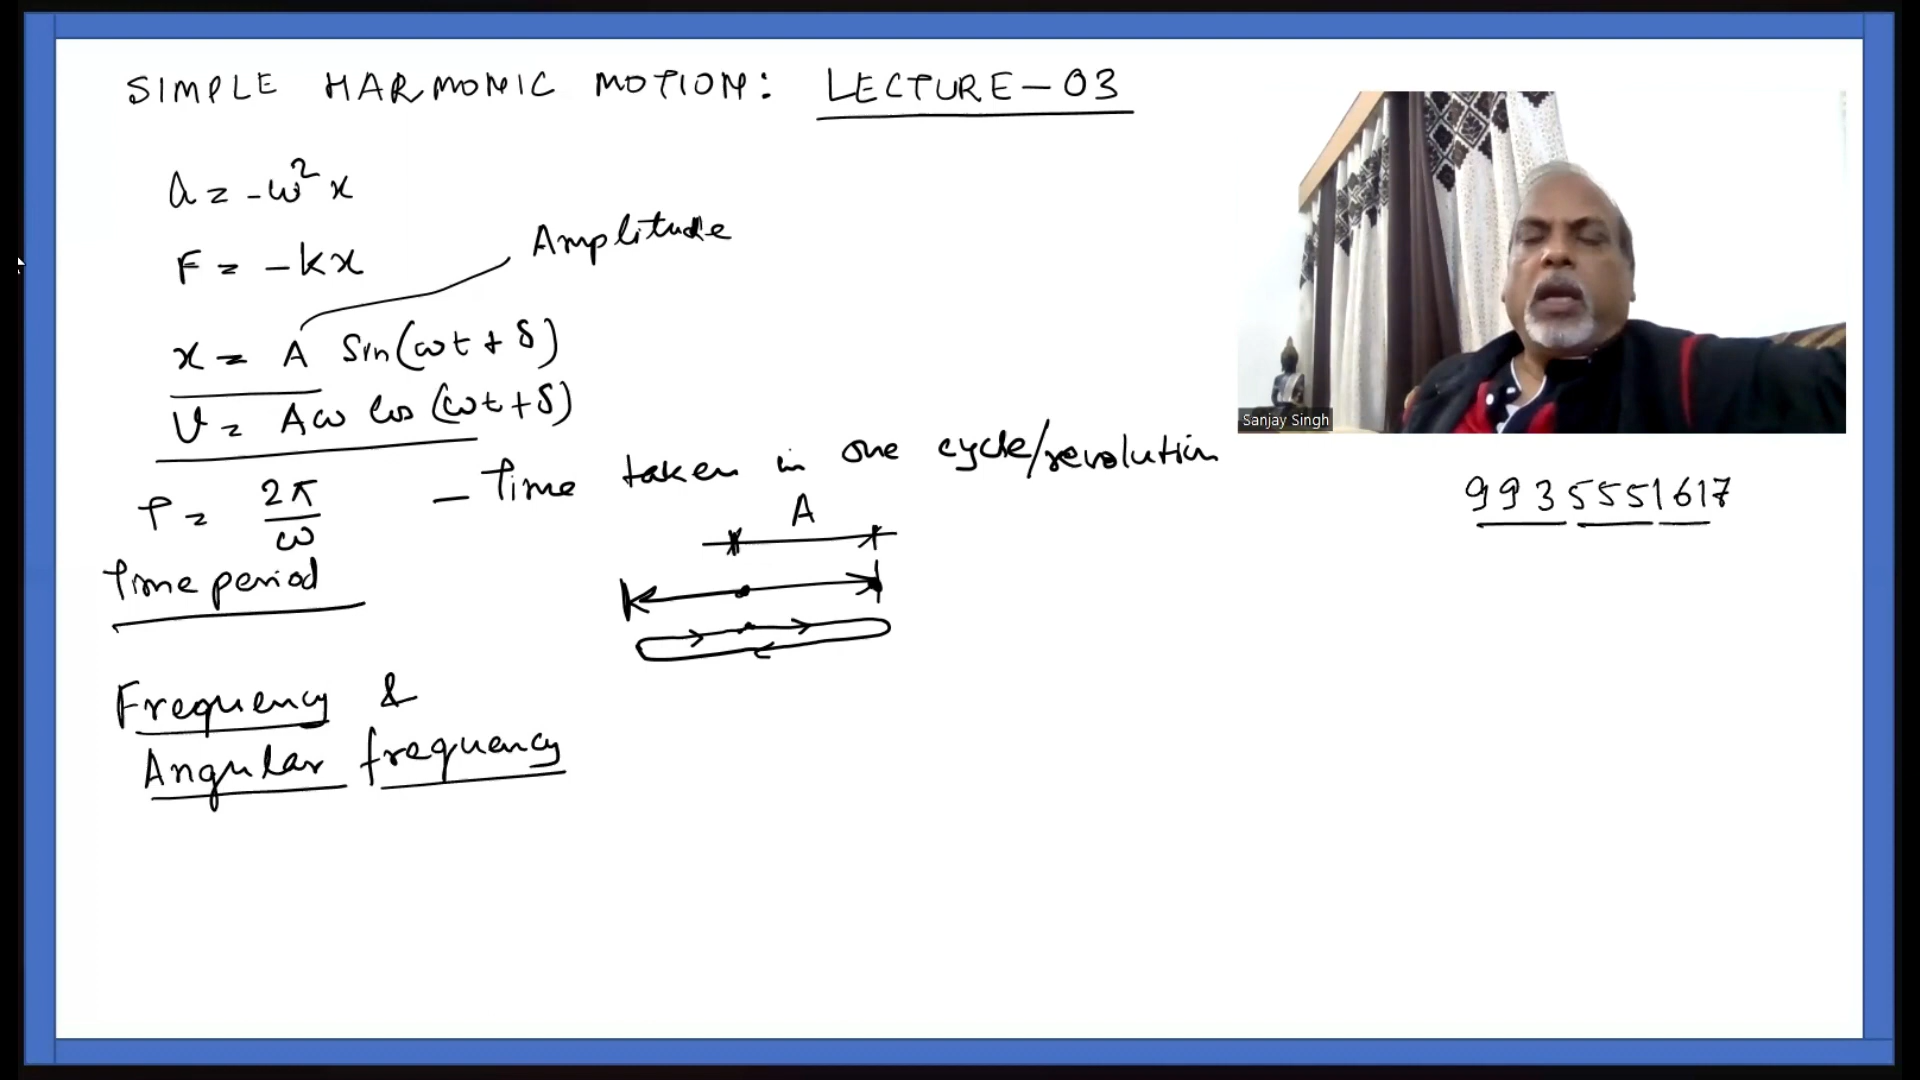 SIMPLE HARMONIC MOTION: LECTURE-03
a = -ω² x
F = -kx
Amplitude
x = A Sin(ωt + δ)
v = Aω Cos (ωt+δ)
T = 2π/ω - Time taken in one cycle/revolution
Time period
A
Frequency &
Angular frequency
Sanjay Singh
9935551617